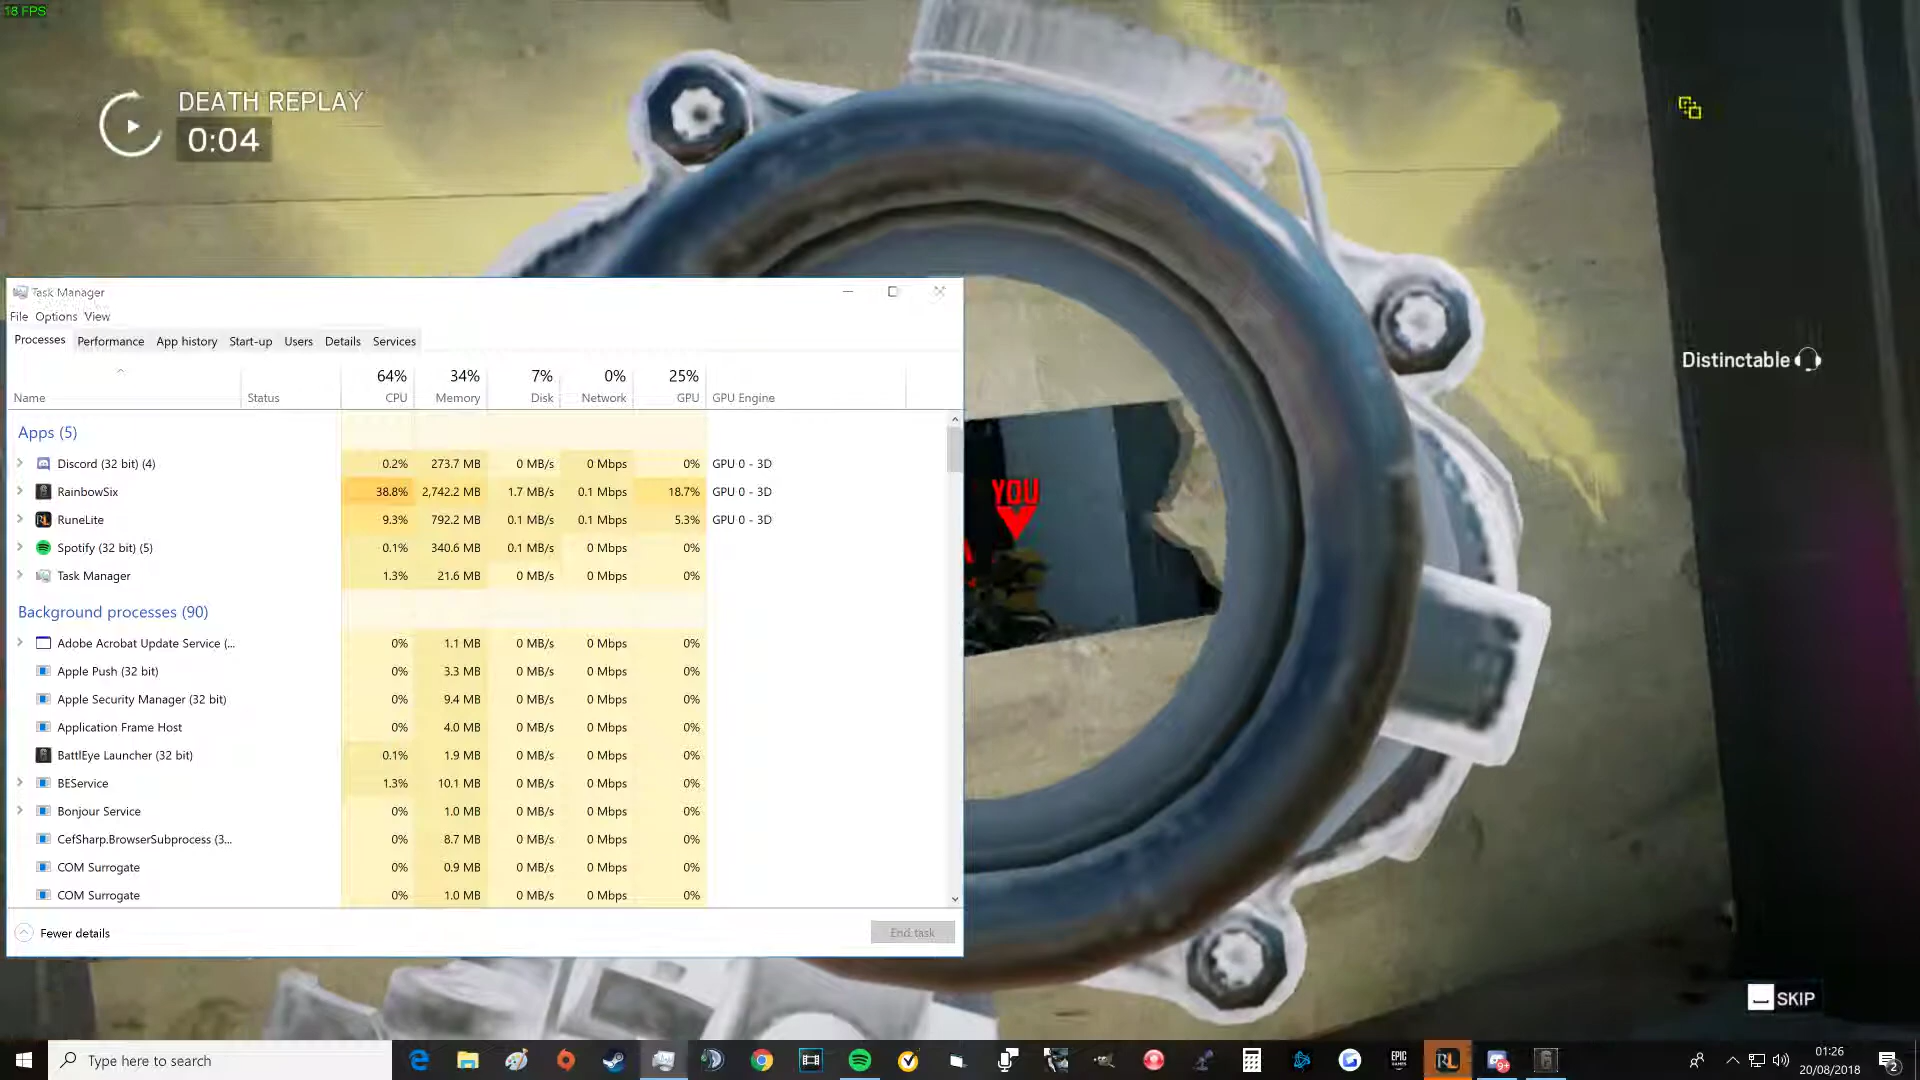 18 FPS
DEATH REPLAY
0:04
Distinctable
YOU
SKIP
Task Manager
File Options View
Processes Performance App history Start-up Users Details Services
64% 34% 7% 0% 25%
Name Status CPU Memory Disk Network GPU GPU Engine
Apps (5)
Discord (32 bit) (4) 0.2% 273.7 MB 0 MB/s 0 Mbps 0% GPU 0 - 3D
RainbowSix 38.8% 2,742.2 MB 1.7 MB/s 0.1 Mbps 18.7% GPU 0 - 3D
RuneLite 9.3% 792.2 MB 0.1 MB/s 0.1 Mbps 5.3% GPU 0 - 3D
Spotify (32 bit) (5) 0.1% 340.6 MB 0.1 MB/s 0 Mbps 0%
Task Manager 1.3% 21.6 MB 0 MB/s 0 Mbps 0%
Background processes (90)
Adobe Acrobat Update Service (... 0% 1.1 MB 0 MB/s 0 Mbps 0%
Apple Push (32 bit) 0% 3.3 MB 0 MB/s 0 Mbps 0%
Apple Security Manager (32 bit) 0% 9.4 MB 0 MB/s 0 Mbps 0%
Application Frame Host 0% 4.0 MB 0 MB/s 0 Mbps 0%
BattlEye Launcher (32 bit) 0.1% 1.9 MB 0 MB/s 0 Mbps 0%
BEService 1.3% 10.1 MB 0 MB/s 0 Mbps 0%
Bonjour Service 0% 1.0 MB 0 MB/s 0 Mbps 0%
CefSharp.BrowserSubprocess (3... 0% 8.7 MB 0 MB/s 0 Mbps 0%
COM Surrogate 0% 0.9 MB 0 MB/s 0 Mbps 0%
COM Surrogate 0% 1.0 MB 0 MB/s 0 Mbps 0%
Fewer details End task
Type here to search
EPIC GAMES
RL
9+
01:26
20/08/2018
2